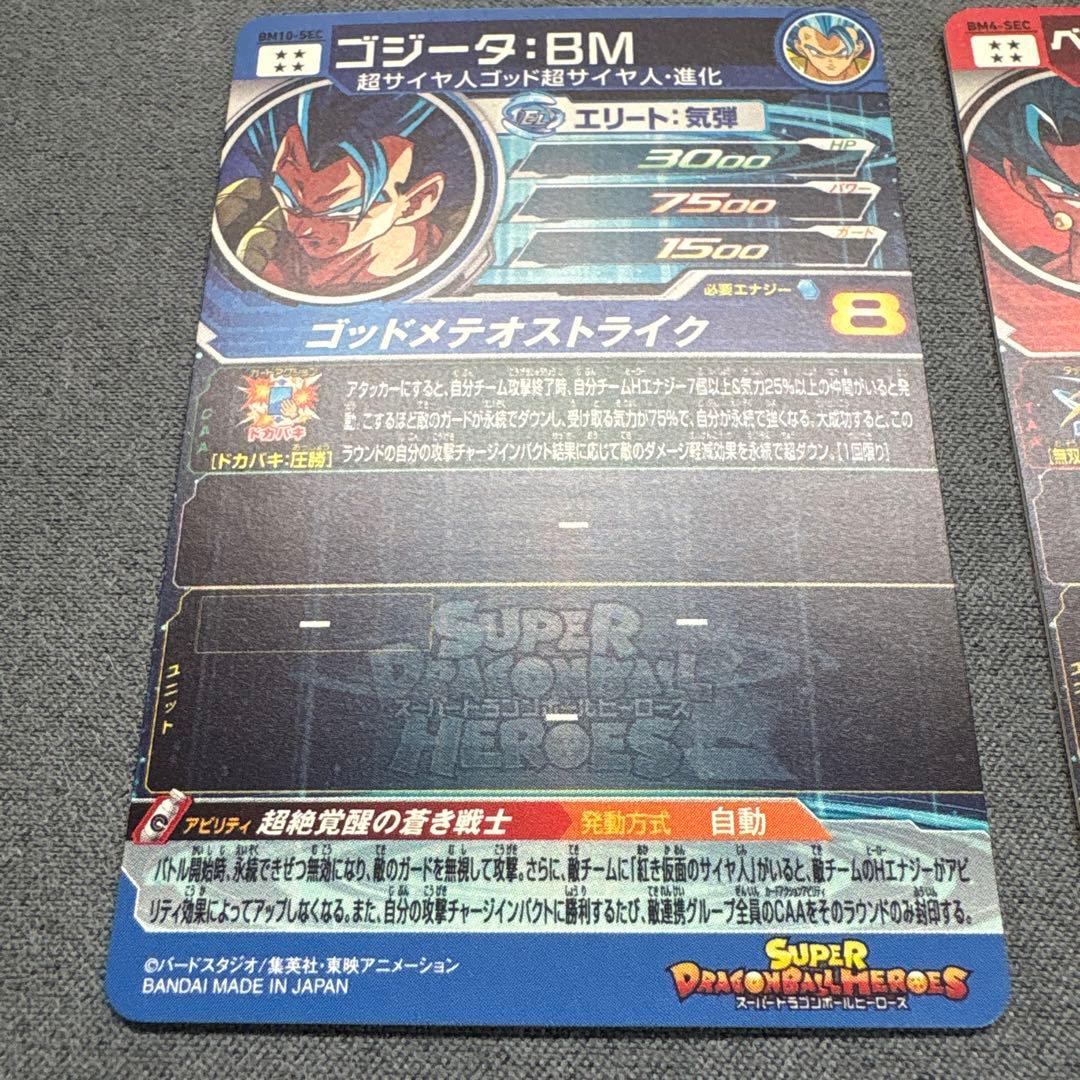 BM10-SEC
ゴジータ:BM
超サイヤ人ゴッド超サイヤ人・進化
エリート:気弾
HP
3000
パワー
7500
ガード
1500
必要エナジー
8
ゴッドメテオストライク
CAA
カードアクション
ドカバキ
[ドカバキ:圧勝]
アタッカーにすると、自分チーム攻撃終了時、自分チームHエナジー7個以上&気力25%以上の仲間がいると発
動。こするほど敵のガードが永続でダウンし、受け取る気力が75%で、自分が永続で強くなる。大成功すると、この
ラウンドの自分の攻撃チャージインパクト結果に応じて敵のダメージ軽減効果を永続で超ダウン。[1回限り]
ー
ユニット
ー
ー
ー
SUPER
DRAGONBALL
スーパードラゴンボールヒーローズ
HEROES
アビリティ 超絶覚醒の蒼き戦士 発動方式 自動
バトル開始時、永続できぜつ無効になり、敵のガードを無視して攻撃。さらに、敵チームに「紅き仮面のサイヤ人」がいると、敵チームのHエナジーがアビ
リティ効果によってアップしなくなる。また、自分の攻撃チャージインパクトに勝利するたび、敵連携グループ全員のCAAをそのラウンドのみ封印する。
©バードスタジオ/集英社・東映アニメーション
BANDAI MADE IN JAPAN
SUPER
DRAGONBALL HEROES
スーパードラゴンボールヒーローズ
BM4-SEC
ベ